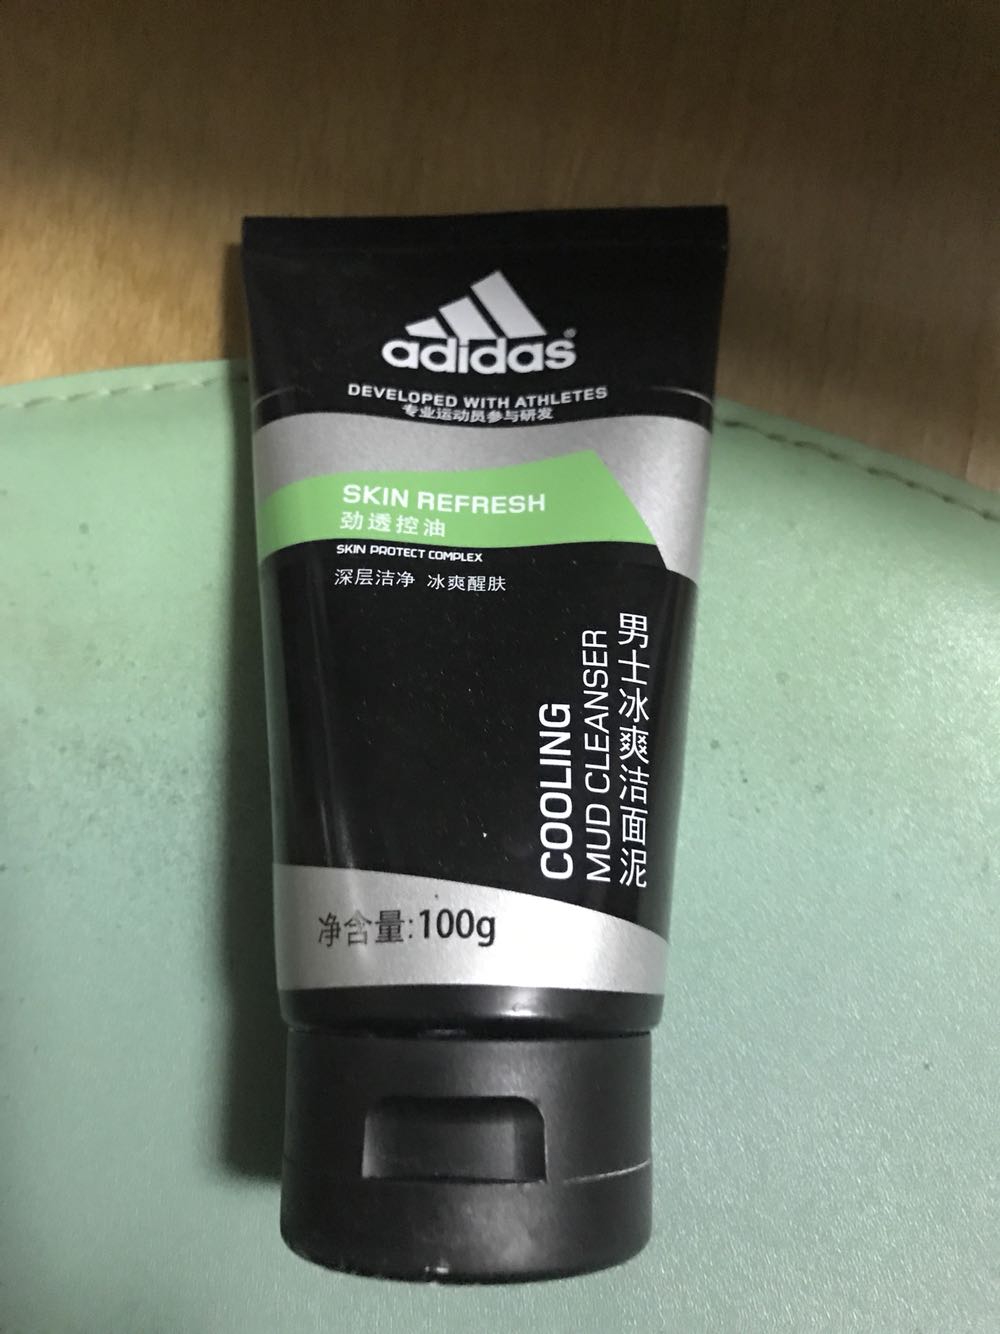 adidas®
DEVELOPED WITH ATHLETES
专业运动员参与研发
SKIN REFRESH
劲透控油
SKIN PROTECT COMPLEX
深层洁净 冰爽醒肤
COOLING
MUD CLEANSER
男士冰爽洁面泥
净含量:100g